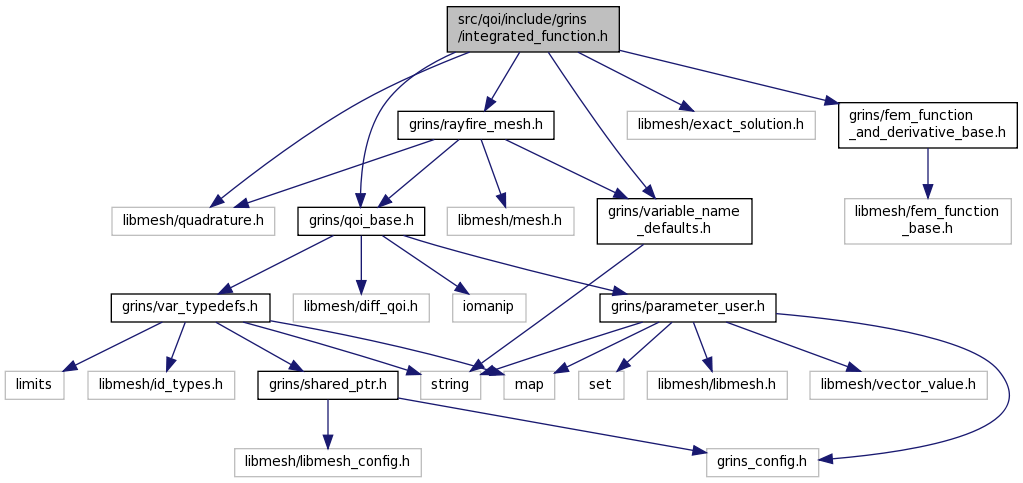 src/qoi/include/grins
/integrated_function.h
grins/rayfire_mesh.h
libmesh/exact_solution.h
grins/fem_function
_and_derivative_base.h
libmesh/quadrature.h
grins/qoi_base.h
libmesh/mesh.h
grins/variable_name
_defaults.h
libmesh/fem_function
_base.h
grins/var_typedefs.h
libmesh/diff_qoi.h
iomanip
grins/parameter_user.h
limits
libmesh/id_types.h
grins/shared_ptr.h
string
map
set
libmesh/libmesh.h
libmesh/vector_value.h
libmesh/libmesh_config.h
grins_config.h